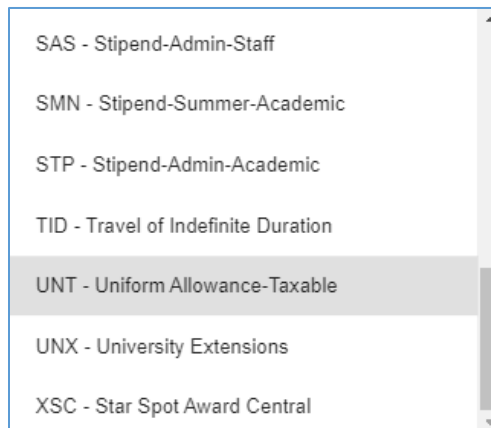 SAS - Stipend-Admin-Staff
SMN - Stipend-Summer-Academic
STP - Stipend-Admin-Academic
TID - Travel of Indefinite Duration
UNT - Uniform Allowance-Taxable
UNX - University Extensions
XSC - Star Spot Award Central